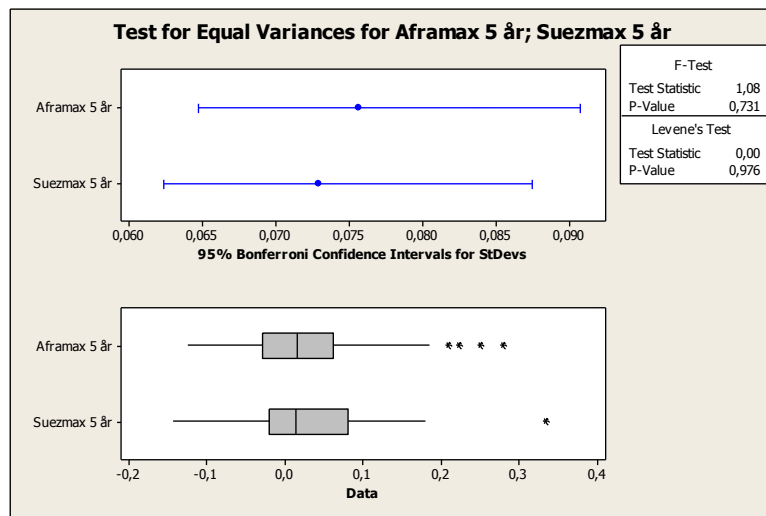 Test for Equal Variances for Aframax 5 år; Suezmax 5 år
F-Test
Test Statistic 1,08
P-Value 0,731
Levene's Test
Test Statistic 0,00
P-Value 0,976
Aframax 5 år
Suezmax 5 år
0,060 0,065 0,070 0,075 0,080 0,085 0,090
95% Bonferroni Confidence Intervals for StDevs
Aframax 5 år
Suezmax 5 år
-0,2 -0,1 0,0 0,1 0,2 0,3 0,4
Data